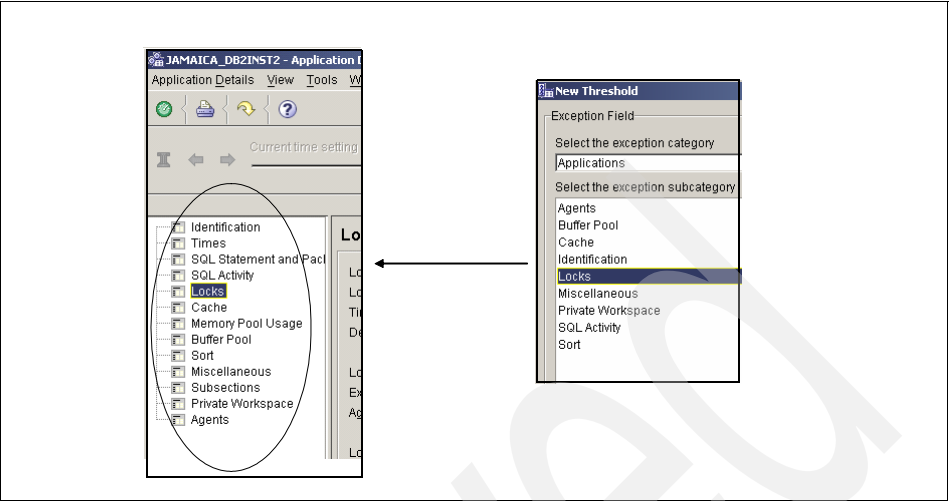 JAMAICA_DB2INST2 - Application
Application Details View Tools
Current time setting
Identification
Times
SQL Statement and
SQL Activity
Locks
Cache
Memory Pool Usage
Buffer Pool
Sort
Miscellaneous
Subsections
Private Workspace
Agents
New Threshold
Exception Field
Select the exception category
Applications
Select the exception subcategory
Agents
Buffer Pool
Cache
Identification
Locks
Miscellaneous
Private Workspace
SQL Activity
Sort